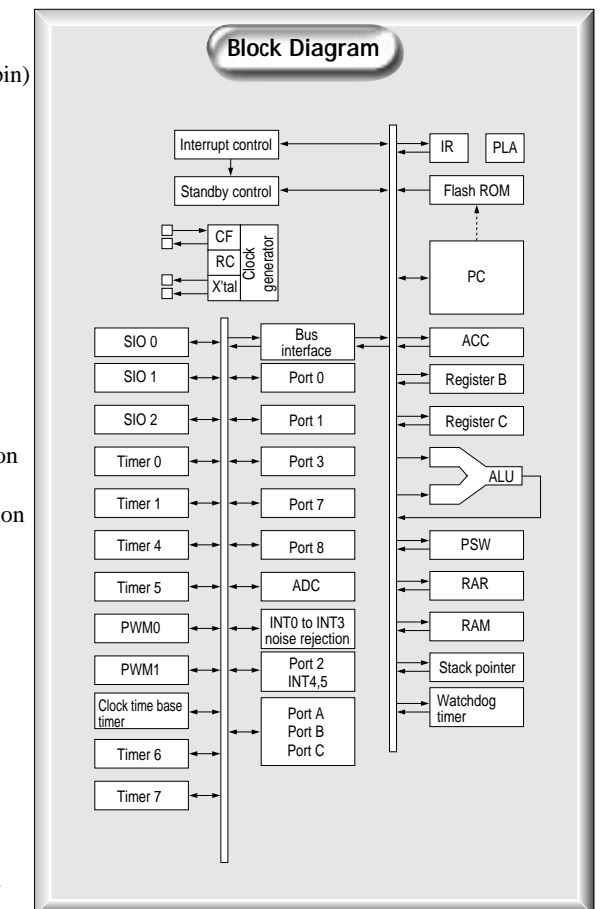 Block Diagram
pin)
Interrupt control
IR
PLA
Standby control
Flash ROM
CF
RC
X'tal
Clock
generator
PC
SIO 0
Bus
interface
ACC
SIO 1
Port 0
Register B
SIO 2
Port 1
Register C
on
Timer 0
Port 3
ALU
Timer 1
Port 7
on
Timer 4
Port 8
PSW
Timer 5
ADC
RAR
PWM0
INT0 to INT3
noise rejection
RAM
PWM1
Port 2
INT4,5
Stack pointer
Clock time base
timer
Port A
Port B
Port C
Watchdog
timer
Timer 6
Timer 7